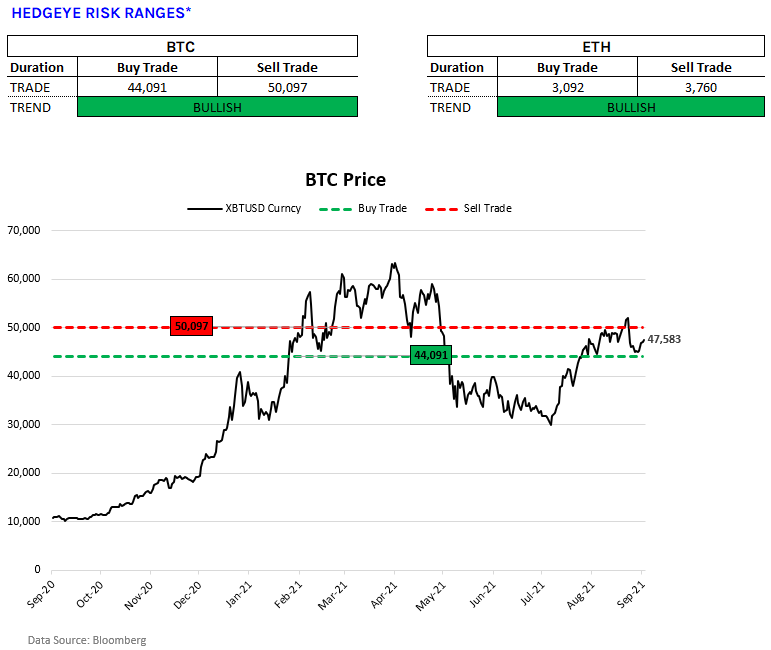 HEDGEYE RISK RANGES*
BTC
Duration Buy Trade Sell Trade
TRADE 44,091 50,097
TREND BULLISH
ETH
Duration Buy Trade Sell Trade
TRADE 3,092 3,760
TREND BULLISH
BTC Price
XBTUSD Curncy Buy Trade Sell Trade
70,000
60,000
50,000
40,000
30,000
20,000
10,000
0
50,097
44,091
47,583
Sep-20 Oct-20 Nov-20 Dec-20 Jan-21 Feb-21 Mar-21 Apr-21 May-21 Jun-21 Jul-21 Aug-21 Sep-21
Data Source: Bloomberg